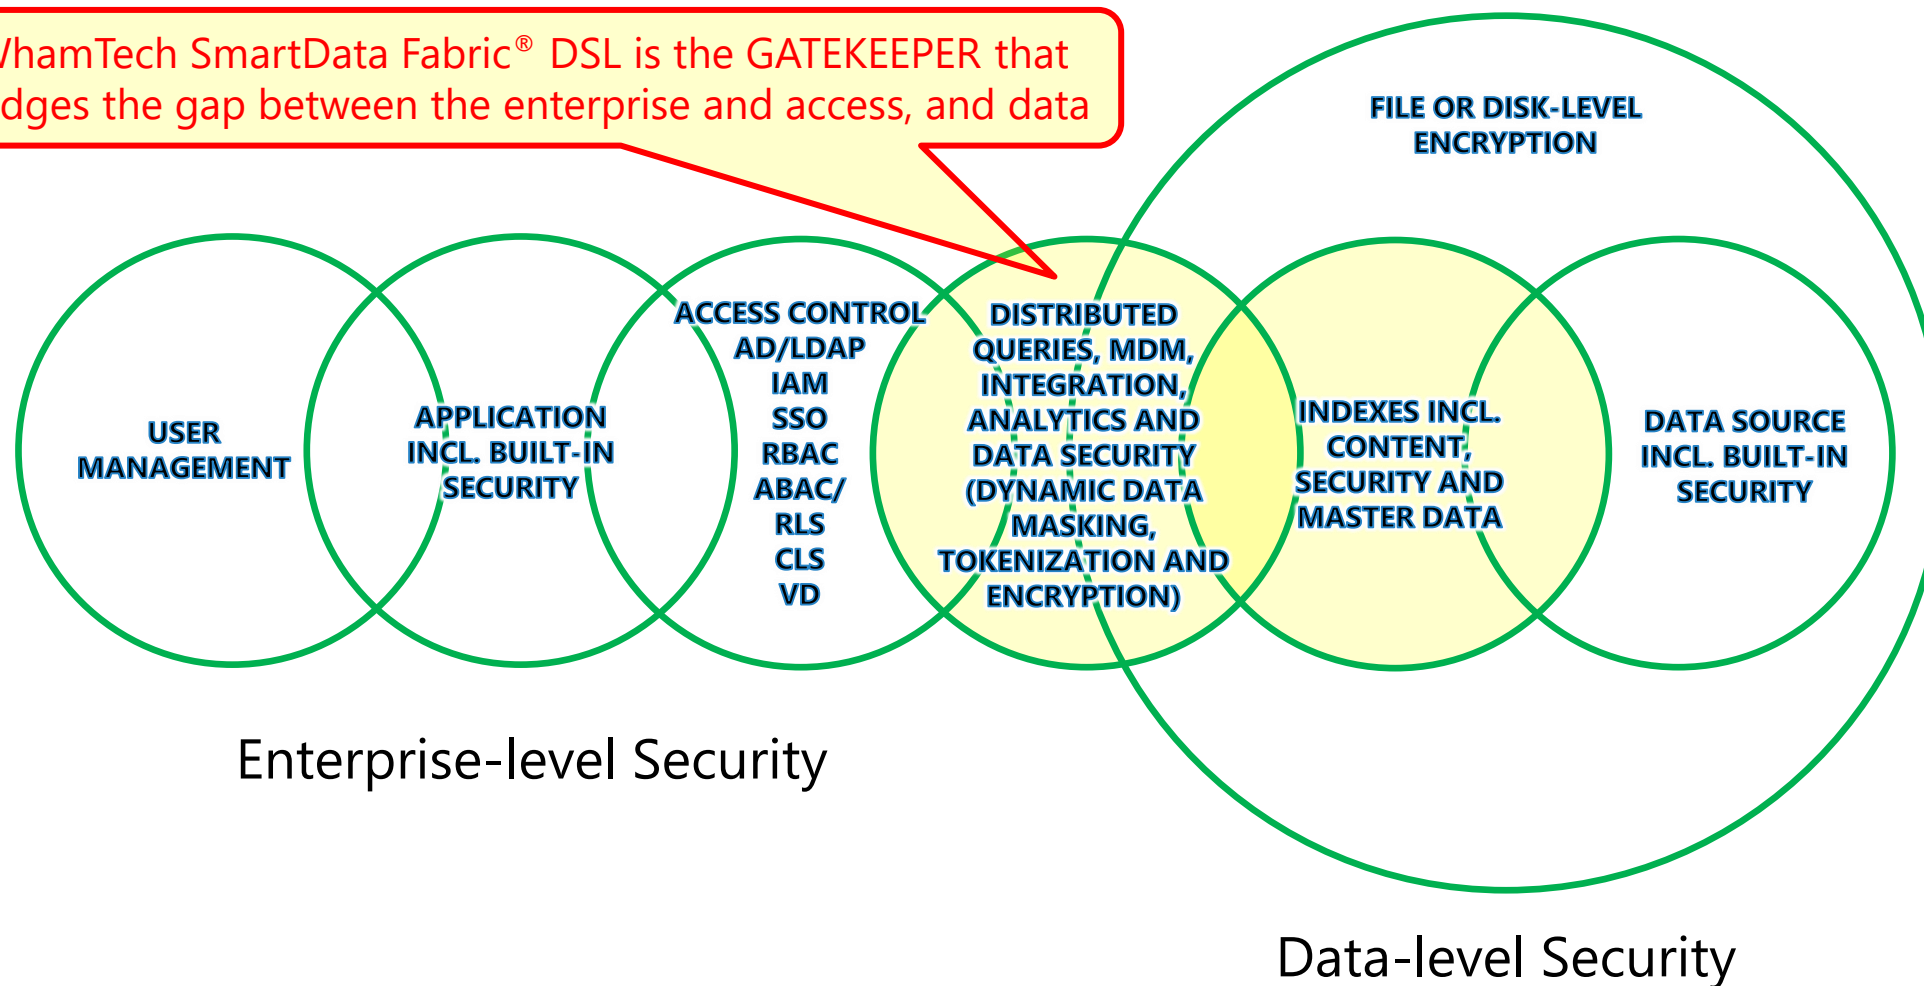 WhamTech SmartData Fabric® DSL is the GATEKEEPER that
the gap between the enterprise and access, and data
FILE OR DISK-LEVEL
ENCRYPTION
USER
MANAGEMENT
APPLICATION
INCL. BUILT-IN
SECURITY
ACCESS CONTROL
AD/LDAP
IAM
SSO
RBAC
ABAC/
RLS
CLS
VD
DISTRIBUTED
QUERIES, MDM,
INTEGRATION,
ANALYTICS AND
DATA SECURITY
(DYNAMIC DATA
MASKING,
TOKENIZATION AND
ENCRYPTION)
INDEXES INCL.
CONTENT,
SECURITY AND
MASTER DATA
DATA SOURCE
INCL. BUILT-IN
SECURITY
Enterprise-level Security
Data-level Security